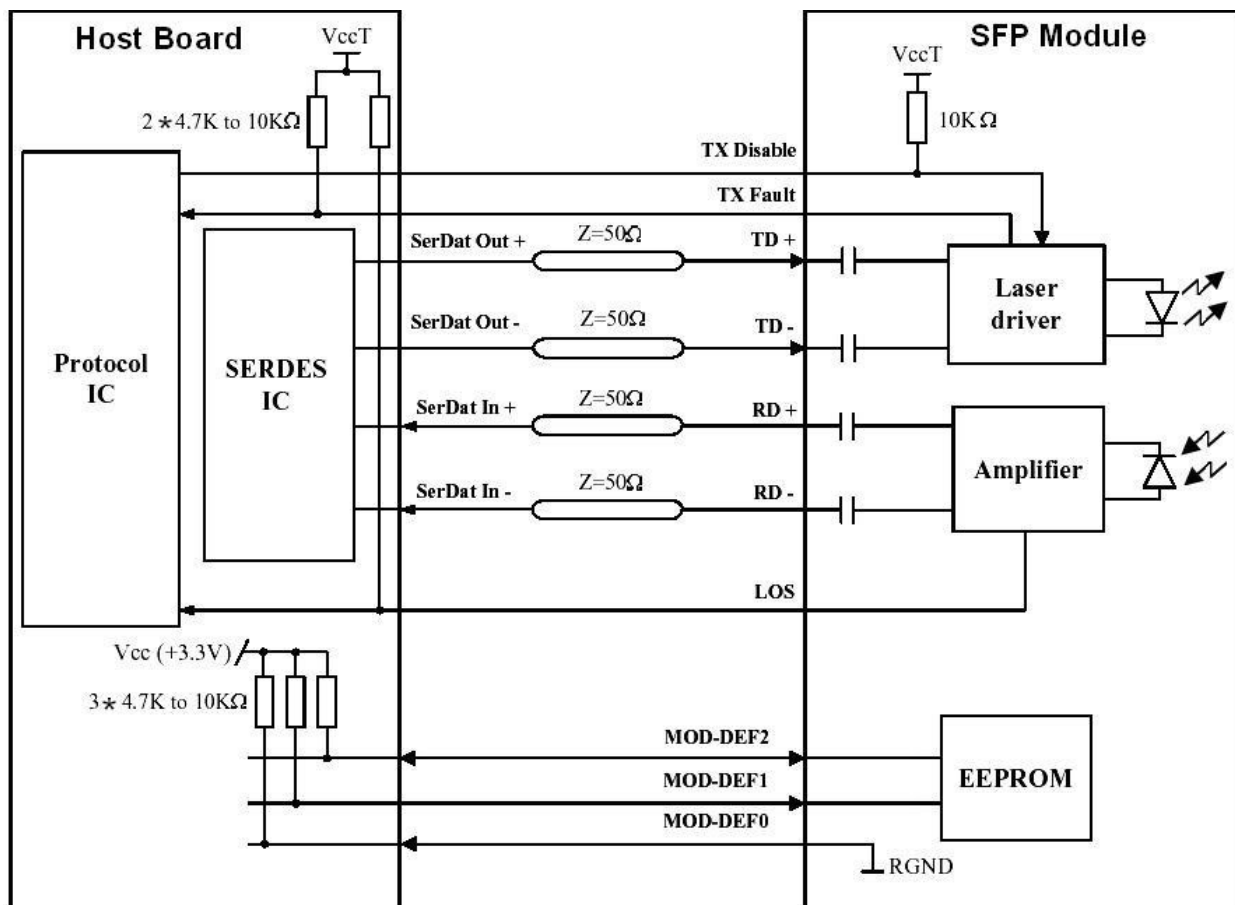 Host Board
SFP Module
VccT
VccT
2*4.7K to 10KΩ
10KΩ
TX Disable
TX Fault
SerDat Out +
Z=50Ω
TD +
Laser
driver
SerDat Out -
Z=50Ω
TD -
Protocol
IC
SERDES
IC
SerDat In +
Z=50Ω
RD +
Amplifier
SerDat In -
Z=50Ω
RD -
LOS
Vcc (+3.3V)
3*4.7K to 10KΩ
MOD-DEF2
MOD-DEF1
EEPROM
MOD-DEF0
RGND